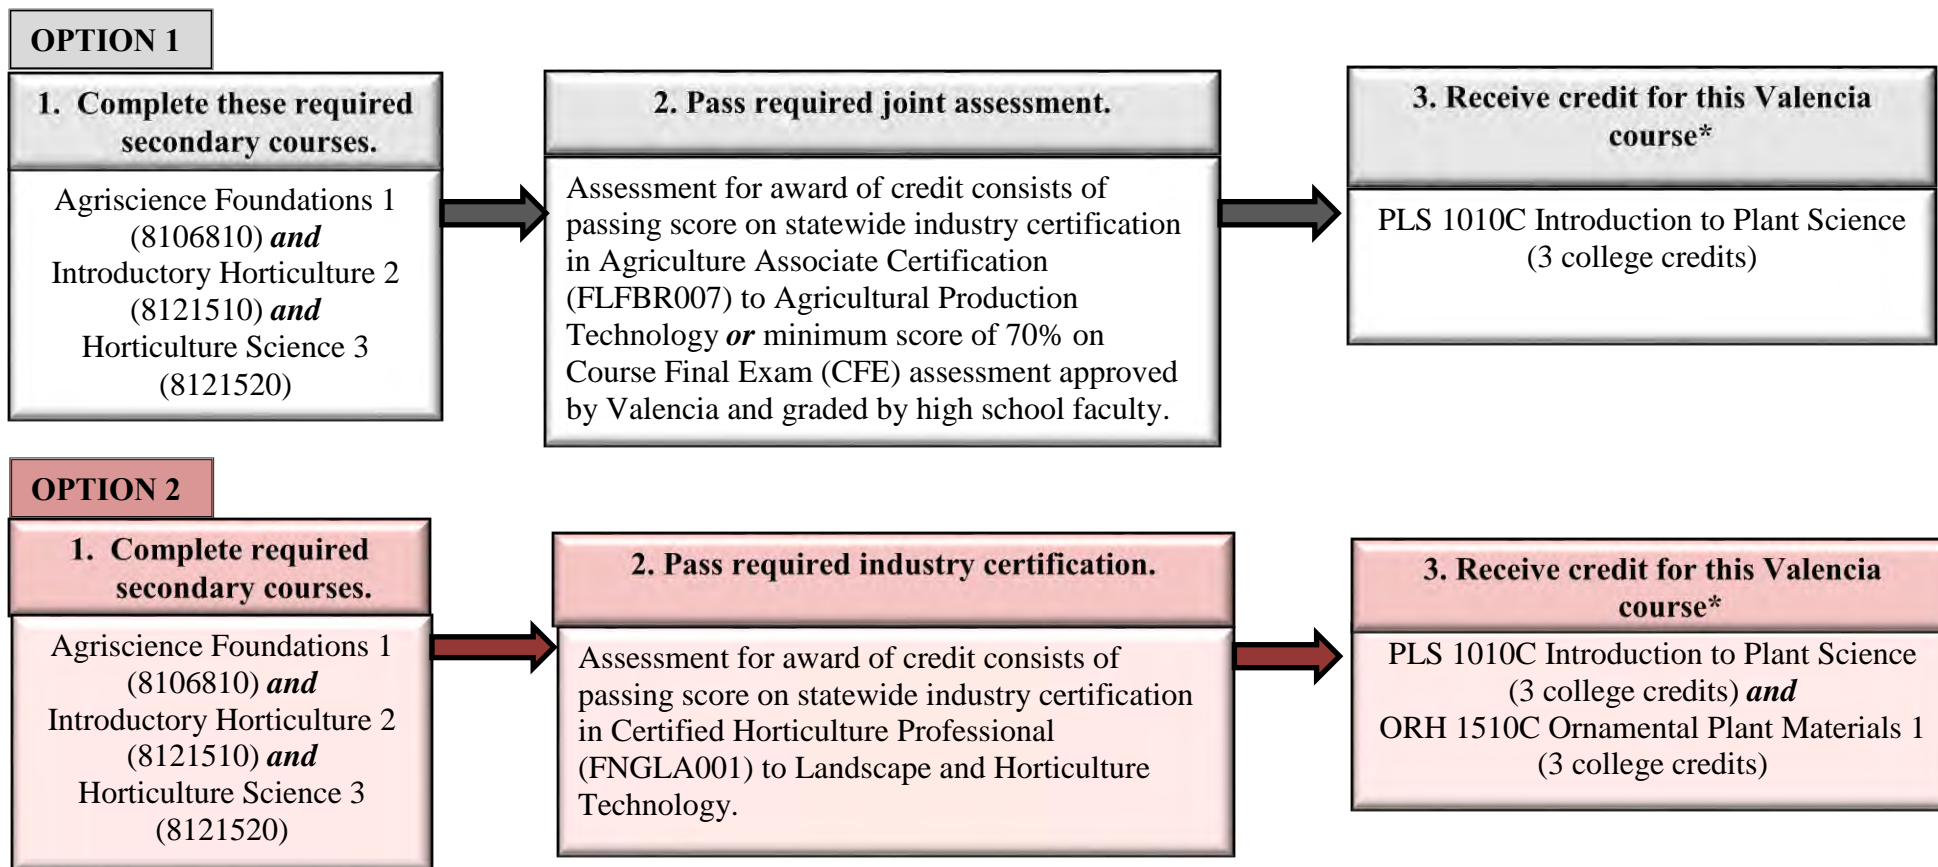 OPTION 1
1. Complete these required
secondary courses.
Agriscience Foundations 1
(8106810) and
Introductory Horticulture 2
(8121510) and
Horticulture Science 3
(8121520)
2. Pass required joint assessment.
Assessment for award of credit consists of
passing score on statewide industry certification
in Agriculture Associate Certification
(FLFBR007) to Agricultural Production
Technology or minimum score of 70% on
Course Final Exam (CFE) assessment approved
by Valencia and graded by high school faculty.
3. Receive credit for this Valencia
course*
PLS 1010C Introduction to Plant Science
(3 college credits)
OPTION 2
1. Complete required
secondary courses.
Agriscience Foundations 1
(8106810) and
Introductory Horticulture 2
(8121510) and
Horticulture Science 3
(8121520)
2. Pass required industry certification.
Assessment for award of credit consists of
passing score on statewide industry certification
in Certified Horticulture Professional
(FNGLA001) to Landscape and Horticulture
Technology.
3. Receive credit for this Valencia
course*
PLS 1010C Introduction to Plant Science
(3 college credits) and
ORH 1510C Ornamental Plant Materials 1
(3 college credits)